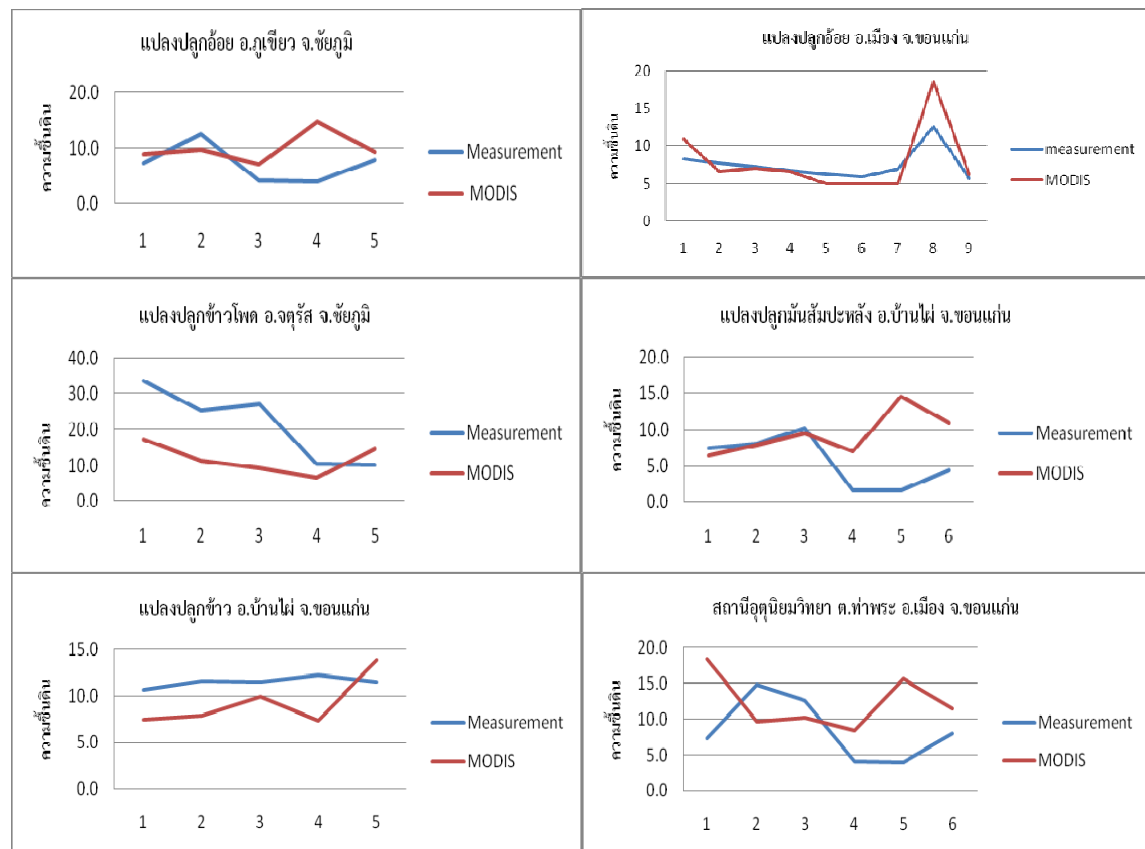 แปลงปลูกอ้อย อ.ภูเขียว จ.ชัยภูมิ
20.0
10.0
0.0
ความชื้นดิน
1 2 3 4 5
Measurement
MODIS
แปลงปลูกอ้อย อ.เมือง จ.ขอนแก่น
20
15
10
5
0
ความชื้นดิน
1 2 3 4 5 6 7 8 9
measurement
MODIS
แปลงปลูกข้าวโพด อ.จตุรัส จ.ชัยภูมิ
40.0
30.0
20.0
10.0
0.0
ความชื้นดิน
1 2 3 4 5
Measurement
MODIS
แปลงปลูกมันสัมปะหลัง อ.บ้านไผ่ จ.ขอนแก่น
20.0
15.0
10.0
5.0
0.0
ความชื้นดิน
1 2 3 4 5 6
Measurement
MODIS
แปลงปลูกข้าว อ.บ้านไผ่ จ.ขอนแก่น
15.0
10.0
5.0
0.0
ความชื้นดิน
1 2 3 4 5
Measurement
MODIS
สถานีอุตุนิยมวิทยา ต.ท่าพระ อ.เมือง จ.ขอนแก่น
20.0
15.0
10.0
5.0
0.0
ความชื้นดิน
1 2 3 4 5 6
Measurement
MODIS